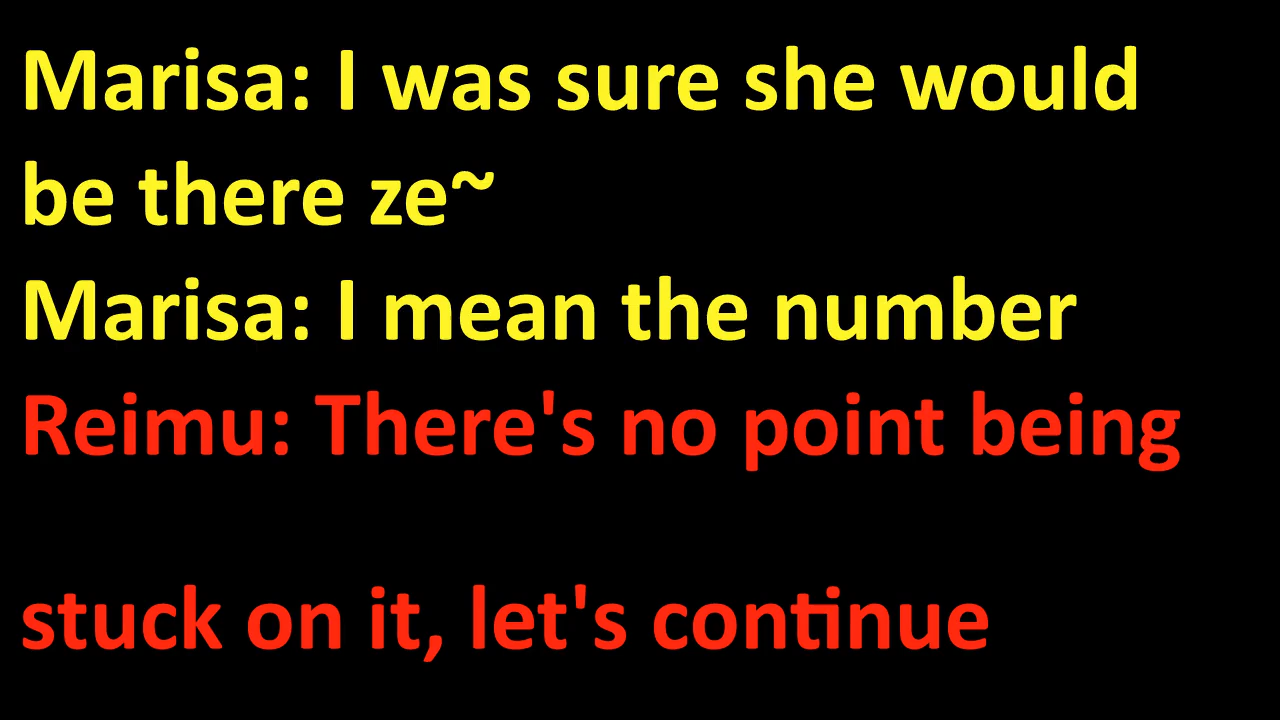 Marisa: I was sure she would
be there ze~
Marisa: I mean the number
Reimu: There's no point being
stuck on it, let's continue